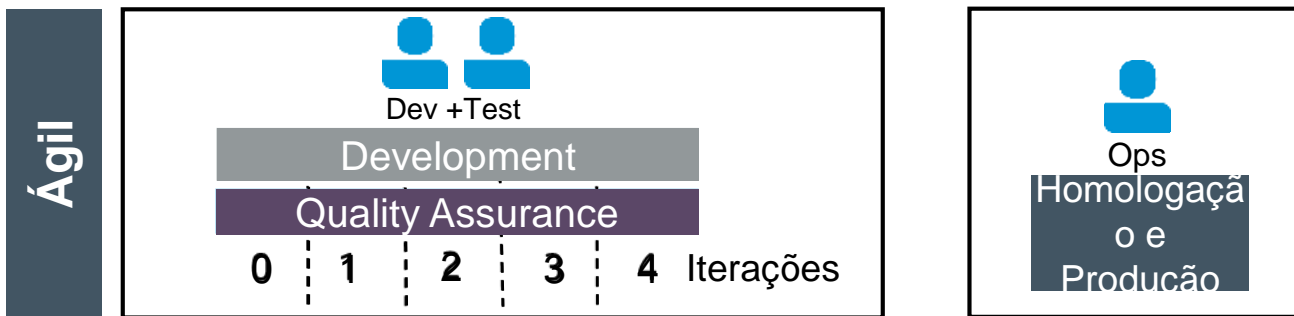 Ágil
Dev +Test
Development
Quality Assurance
0 1 2 3 4 Iterações
Ops
Homologaçã
o e
Produção